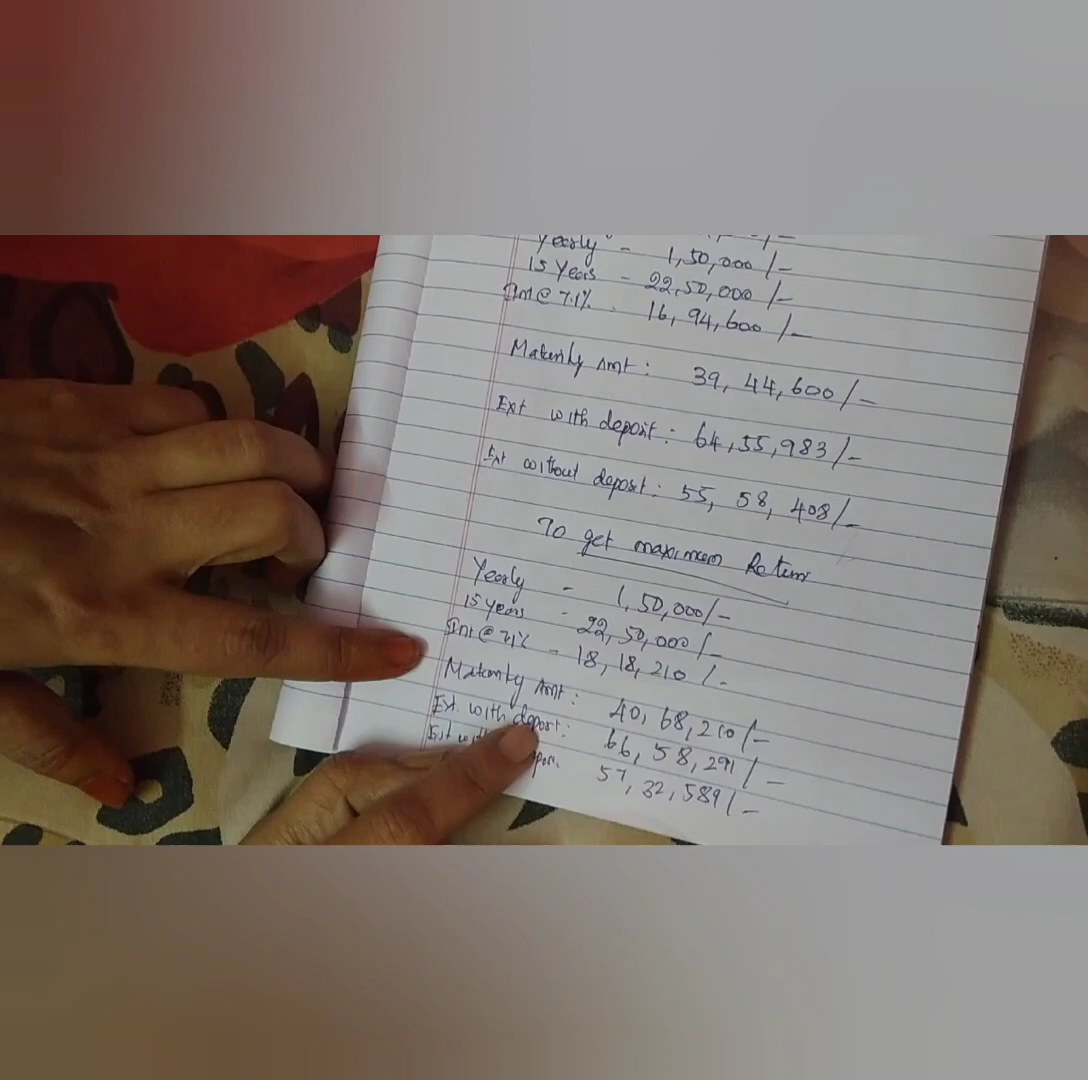 Yearly - 1,50,000/-
15 Years - 22,50,000/-
Int@ 7.1% : 16,94,600/-
Maturity Amt : 39,44,600/-
Ext with deposit : 64,55,983/-
Ext without deposit : 55,58,408/-
To get maximum Return
Yearly - 1,50,000/-
15 years - 22,50,000/-
Int@ 7.1% - 18,18,210/-
Maturity Amt : 40,68,210/-
Ext. with deposit : 66,58,291/-
57,32,589/-